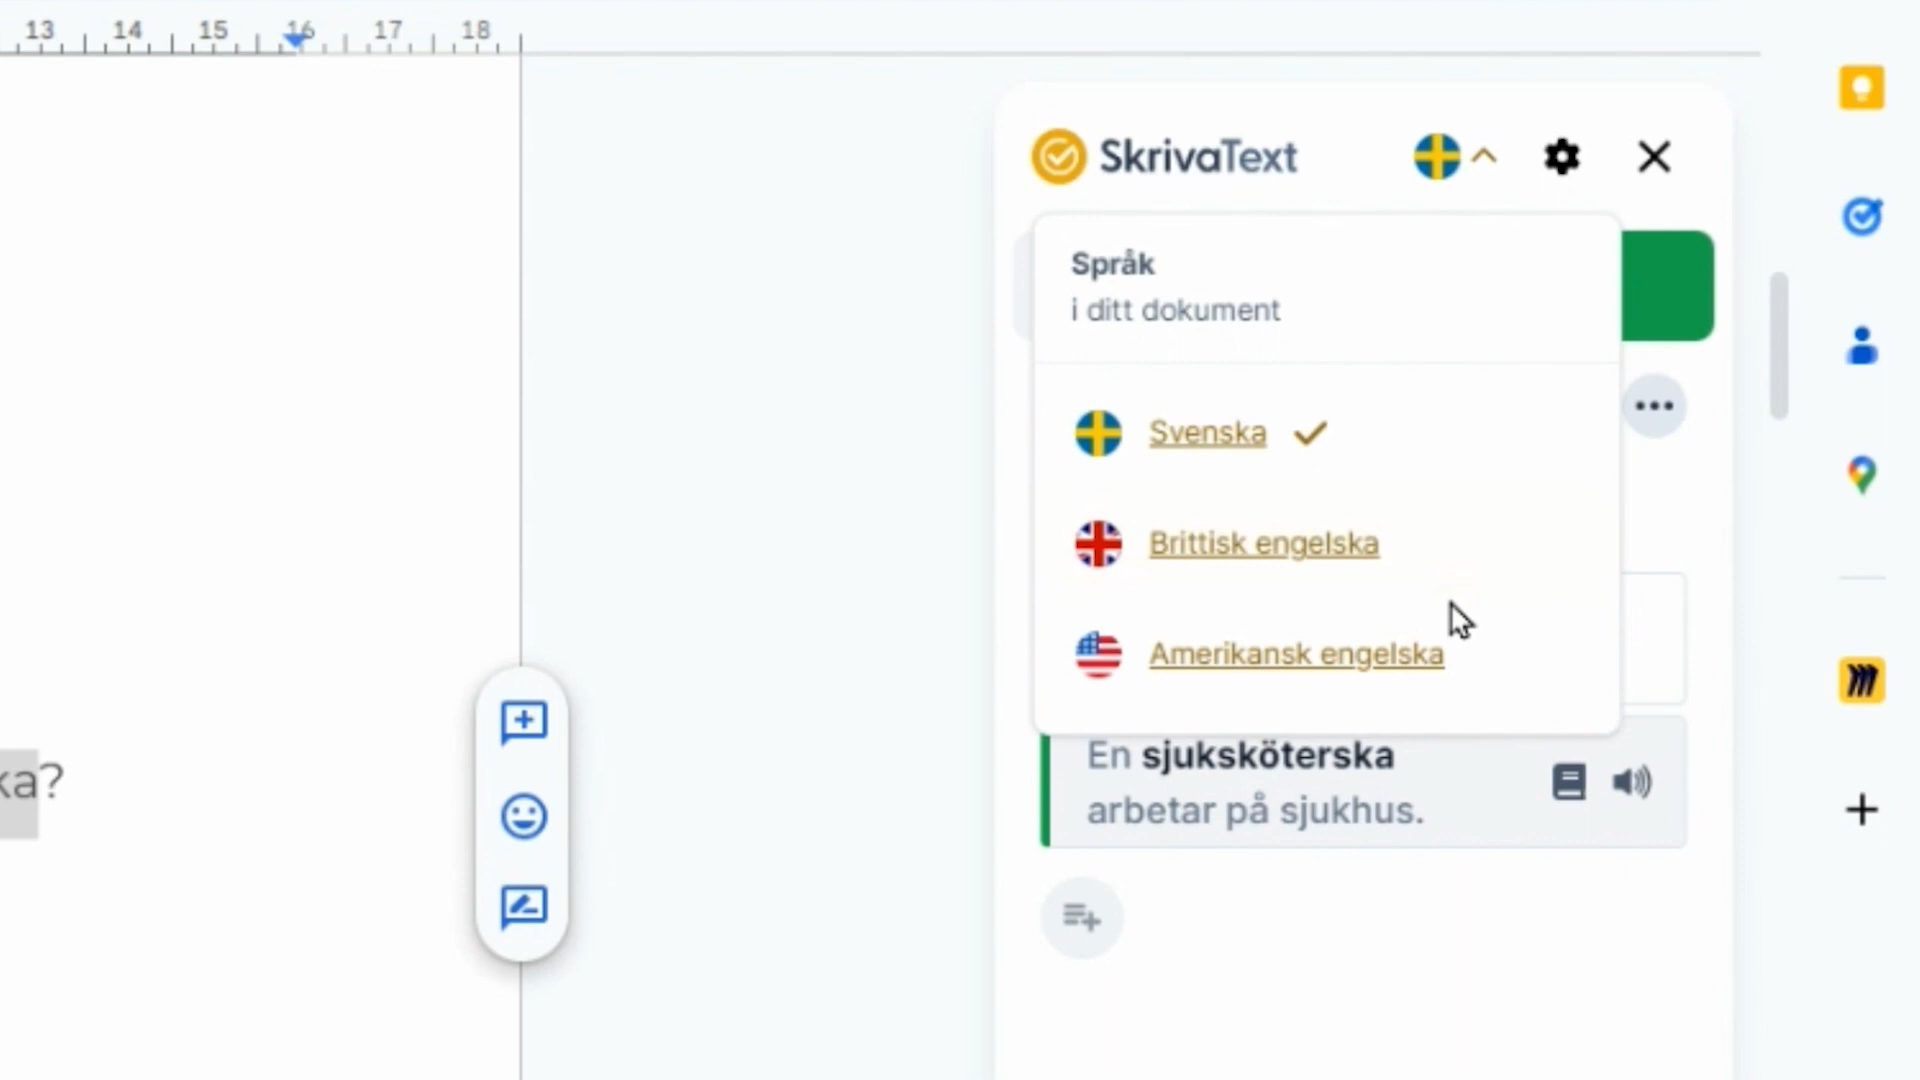 13 14 15 16 17 18
SkrivaText
Språk
i ditt dokument
Svenska
Brittisk engelska
Amerikansk engelska
ka?
En sjuksköterska
arbetar på sjukhus.